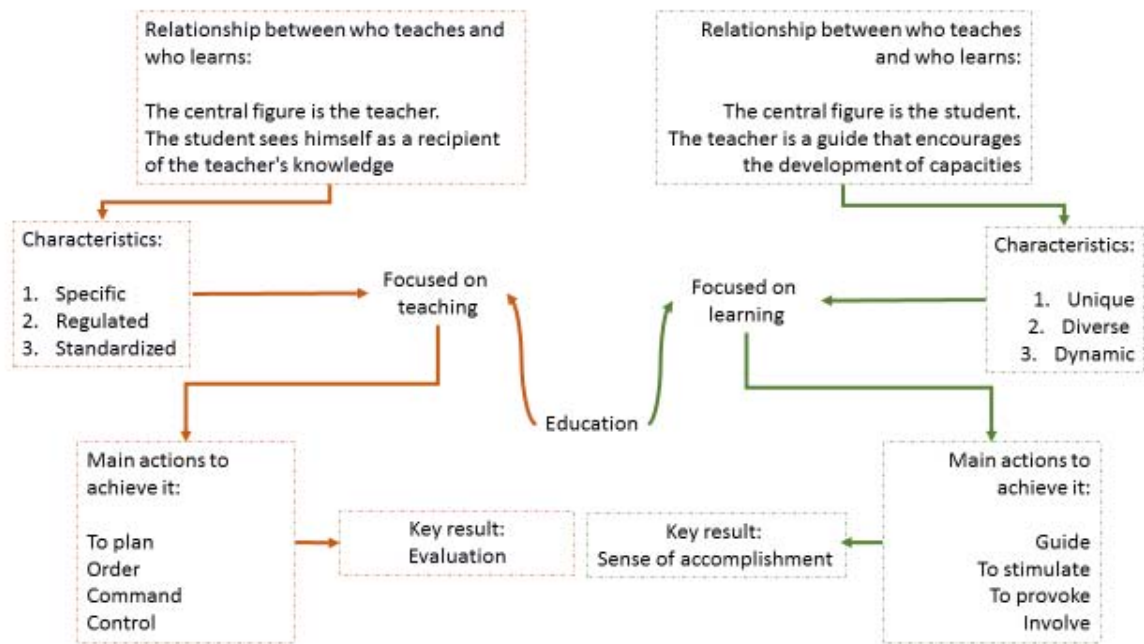 Relationship between who teaches and
who learns:
The central figure is the teacher.
The student sees himself as a recipient
of the teacher's knowledge
Relationship between who teaches
and who learns:
The central figure is the student.
The teacher is a guide that encourages
the development of capacities
Characteristics:
1. Specific
2. Regulated
3. Standardized
Focused on
teaching
Focused on
learning
Characteristics:
1. Unique
2. Diverse
3. Dynamic
Education
Main actions to
achieve it:
To plan
Order
Command
Control
Key result:
Evaluation
Key result:
Sense of accomplishment
Main actions to
achieve it:
Guide
To stimulate
To provoke
Involve